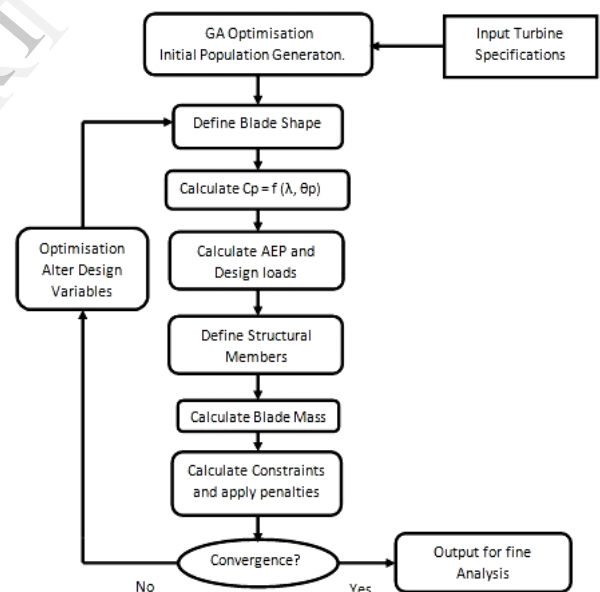 GA Optimisation
Initial Population Generaton.
Input Turbine
Specifications
Define Blade Shape
Calculate Cp = f (λ, θp)
Optimisation
Alter Design
Variables
Calculate AEP and
Design loads
Define Structural
Members
Calculate Blade Mass
Calculate Constraints
and apply penalties
Convergence?
Output for fine
Analysis
No
Yes